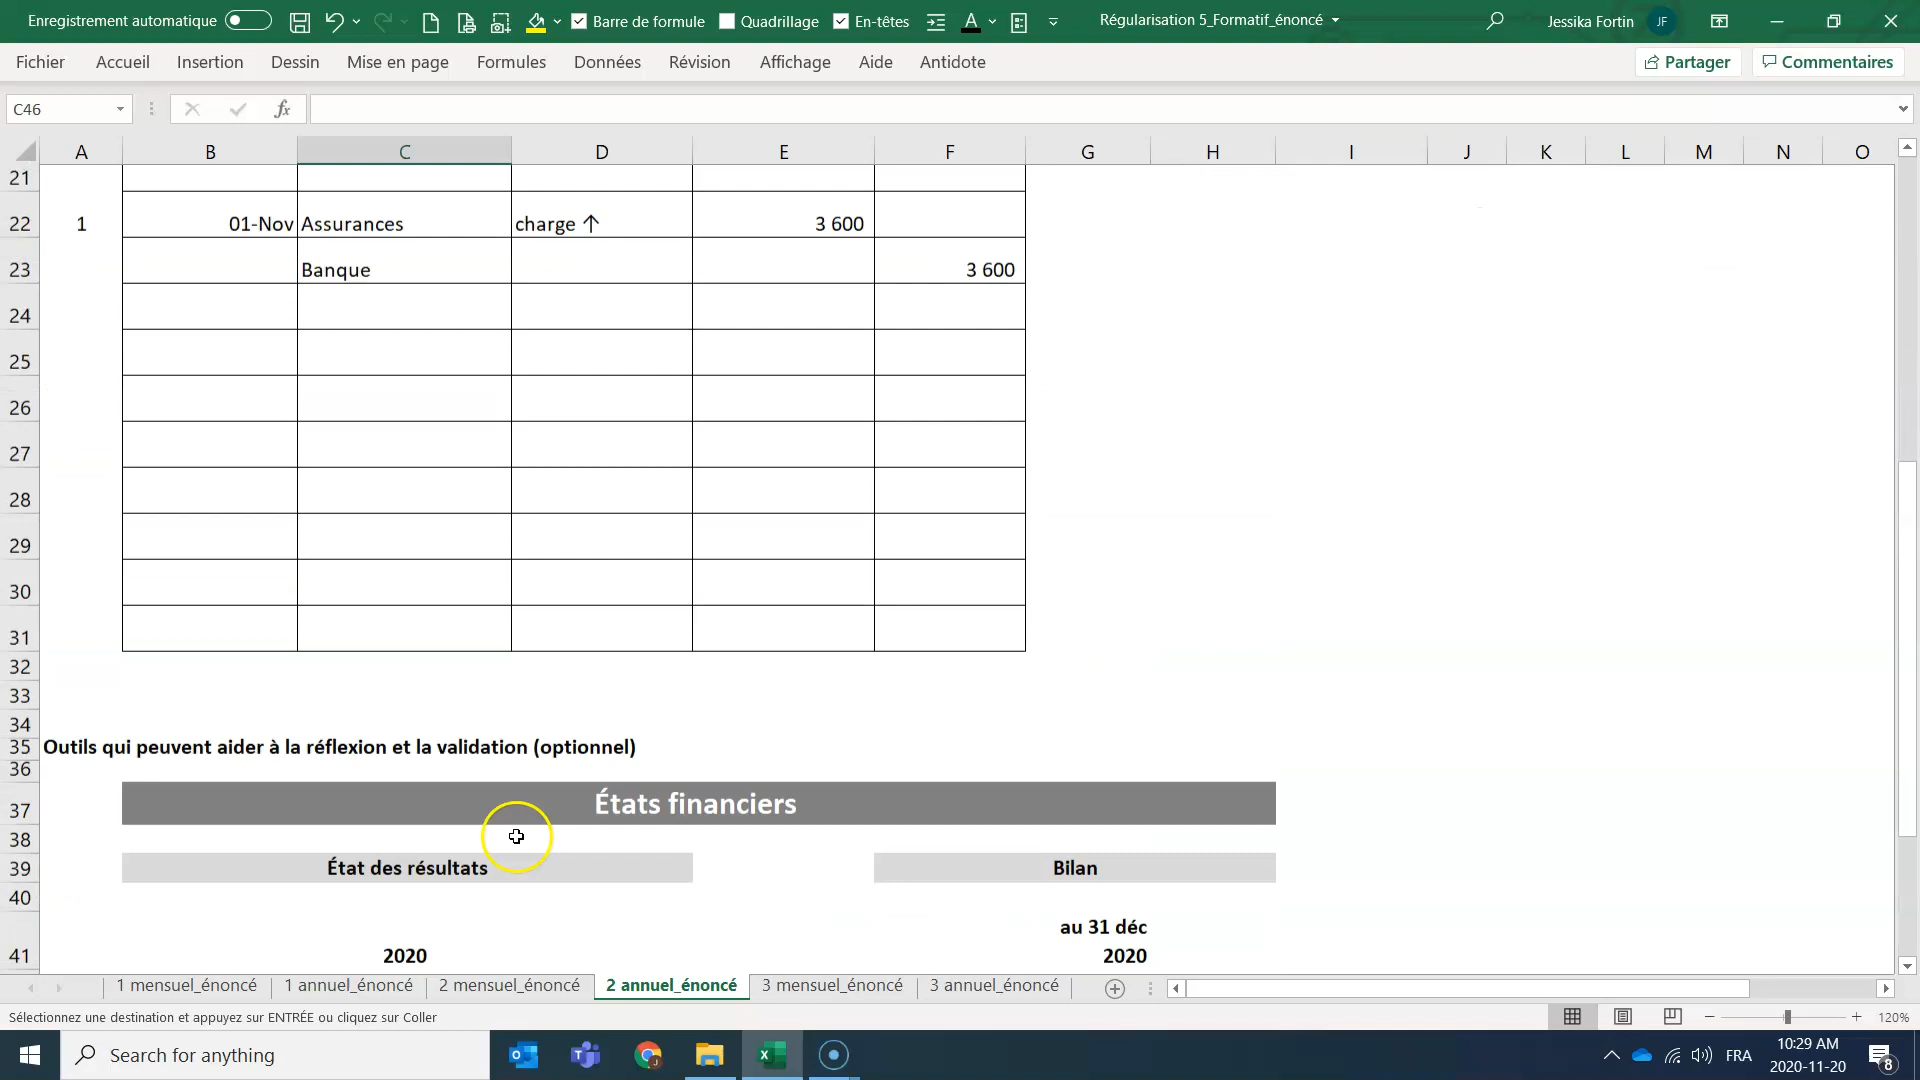 Enregistrement automatique
Barre de formule
Quadrillage
En-têtes
A
Régularisation 5_Formatif_énoncé
Jessika Fortin
JF
Fichier Accueil Insertion Dessin Mise en page Formules Données Révision Affichage Aide Antidote
Partager
Commentaires
C46
fx
A B C D E F G H I J K L M N O
21
22 1 01-Nov Assurances charge ↑ 3 600
23 Banque 3 600
24
25
26
27
28
29
30
31
32
33
34
35 Outils qui peuvent aider à la réflexion et la validation (optionnel)
36
37 États financiers
38
39 État des résultats Bilan
40
au 31 déc
41 2020 2020
1 mensuel_énoncé 1 annuel_énoncé 2 mensuel_énoncé 2 annuel_énoncé 3 mensuel_énoncé 3 annuel_énoncé
Sélectionnez une destination et appuyez sur ENTRÉE ou cliquez sur Coller
120%
Search for anything
FRA
10:29 AM
2020-11-20
8